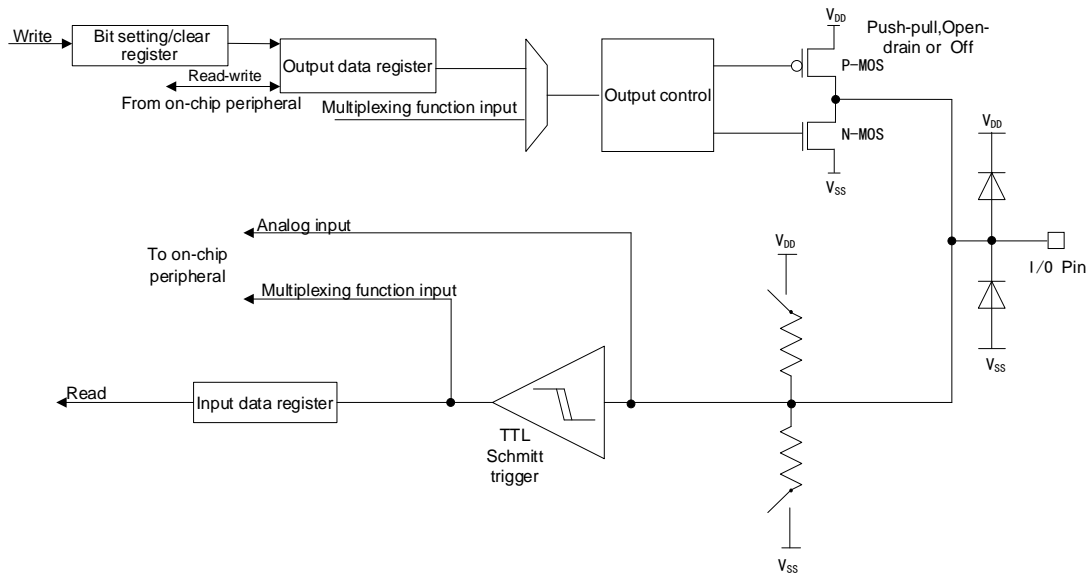 Write
Bit setting/clear
register
Read-write
From on-chip peripheral
Output data register
Multiplexing function input
Output control
VDD
Push-pull,Open-
drain or Off
P-MOS
N-MOS
VSS
VDD
I/O Pin
VSS
Analog input
To on-chip
peripheral
Multiplexing function input
VDD
Read
Input data register
TTL
Schmitt
trigger
VSS